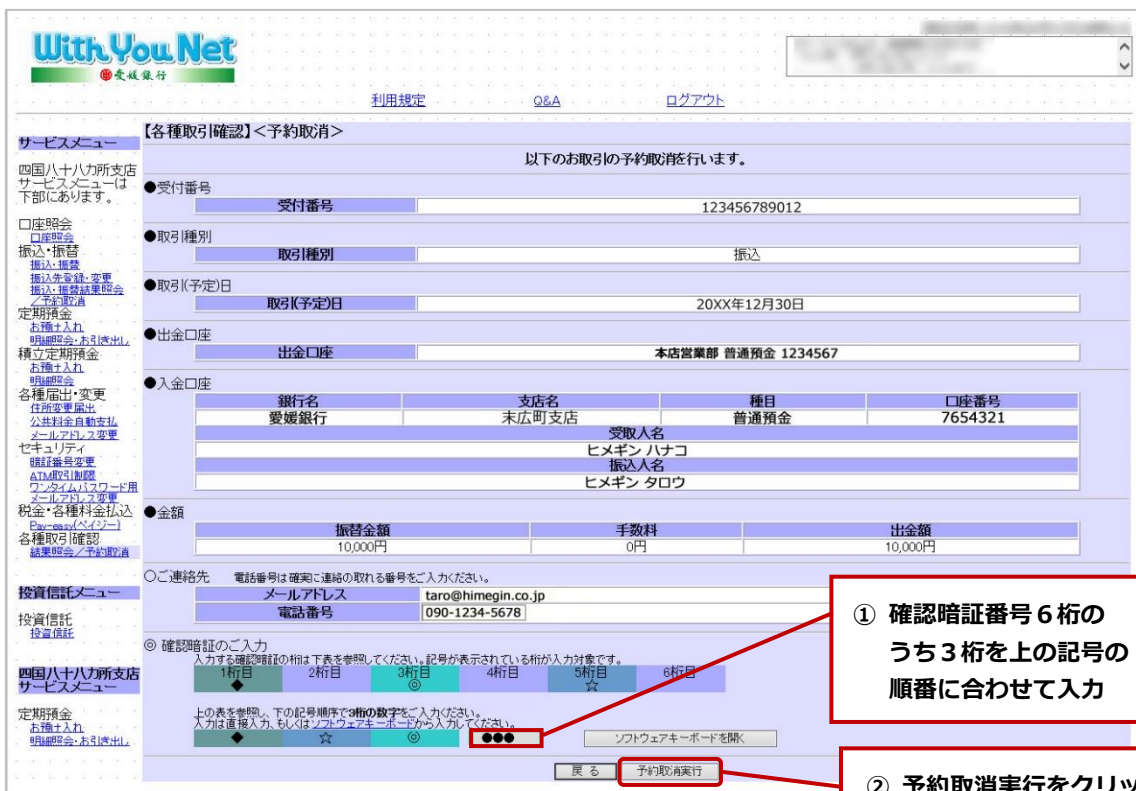 With You Net
愛媛銀行
利用規定 Q&A ログアウト
サービスメニュー
四国八十八カ所支店
サービスメニューは
下部にあります。
口座照会
口座照会
振込・振替
振込・振替
振込先登録・変更
振込・振替結果照会
/予約取消
定期預金
お預け入れ
明細照会・お引き出し
積立定期預金
お預け入れ
明細照会
各種届出・変更
住所変更届出
公共料金自動支払
メールアドレス変更
セキュリティ
暗証番号変更
ATM取引制限
ワンタイムパスワード用
メールアドレス変更
税金・各種料金払込
Pay-easy(ペイジー)
各種取引確認
結果照会/予約取消
投資信託メニュー
投資信託
投資信託
四国八十八カ所支店
サービスメニュー
定期預金
お預け入れ
明細照会・お引き出し
【各種取引確認】<予約取消>
以下のお取引の予約取消を行います。
●受付番号
受付番号 123456789012
●取引種別
取引種別 振込
●取引(予定)日
取引(予定)日 20XX年12月30日
●出金口座
出金口座 本店営業部 普通預金 1234567
●入金口座
銀行名 支店名 種目 口座番号
愛媛銀行 末広町支店 普通預金 7654321
受取人名
ヒメギン ハナコ
振込人名
ヒメギン タロウ
●金額
振替金額 手数料 出金額
10,000円 0円 10,000円
○ご連絡先 電話番号は確実に連絡の取れる番号をご入力ください。
メールアドレス taro@himegin.co.jp
電話番号 090-1234-5678
◎ 確認暗証のご入力
入力する確認暗証の桁は下表を参照してください。記号が表示されている桁が入力対象です。
1桁目 2桁目 3桁目 4桁目 5桁目 6桁目
◆ ◎ ☆
上の表を参照し、下の記号順序で3桁の数字をご入力ください。
入力は直接入力、もしくはソフトウェアキーボードから入力してください。
◆ ☆ ◎ ●●● ソフトウェアキーボードを開く
戻る 予約取消実行
① 確認暗証番号6桁の
うち3桁を上の記号の
順番に合わせて入力
② 予約取消実行をクリッ